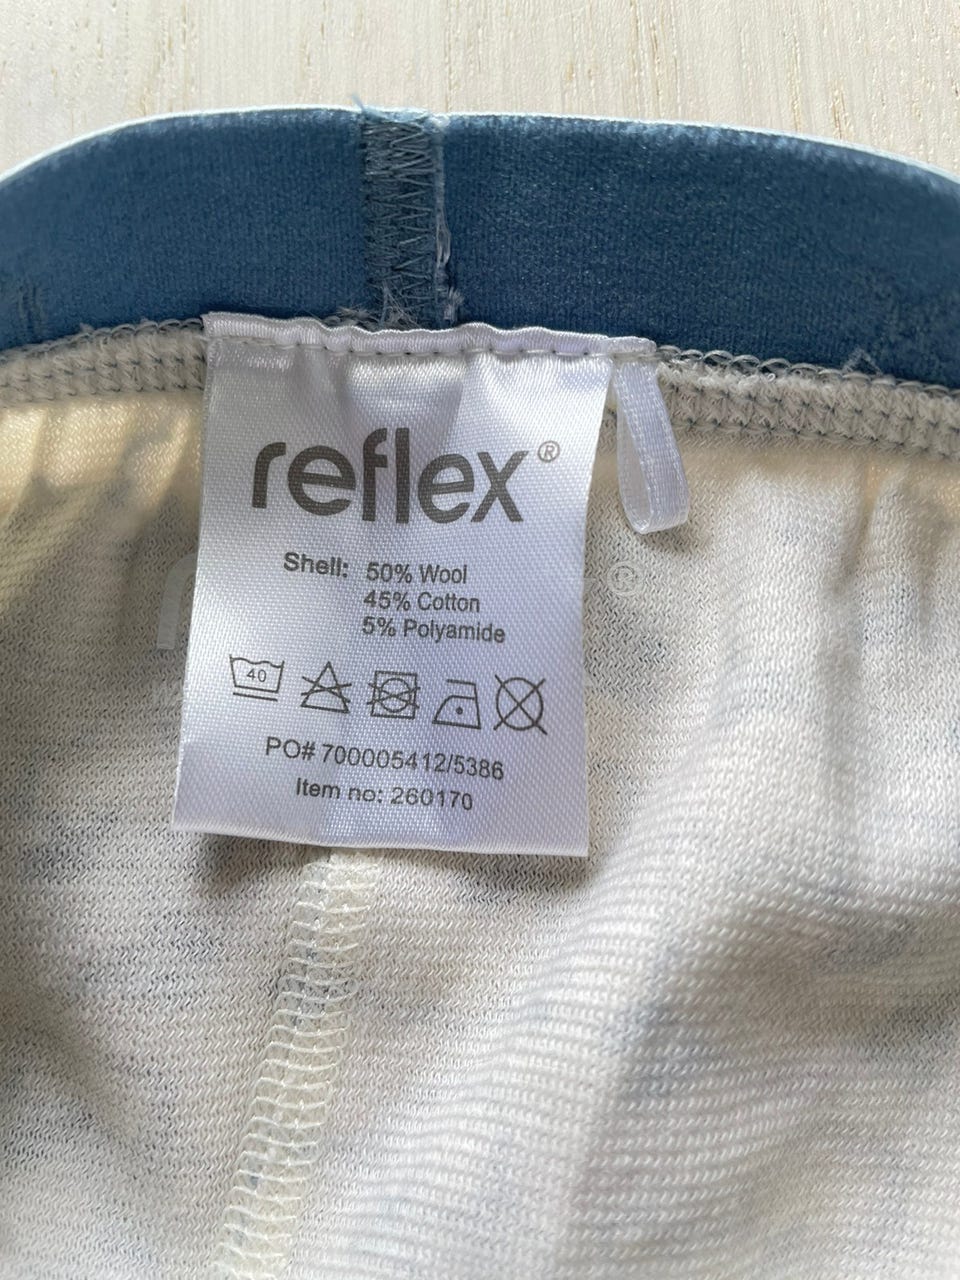 reflex®
Shell: 50% Wool
45% Cotton
5% Polyamide
40
PO# 700005412/5386
Item no: 260170
®